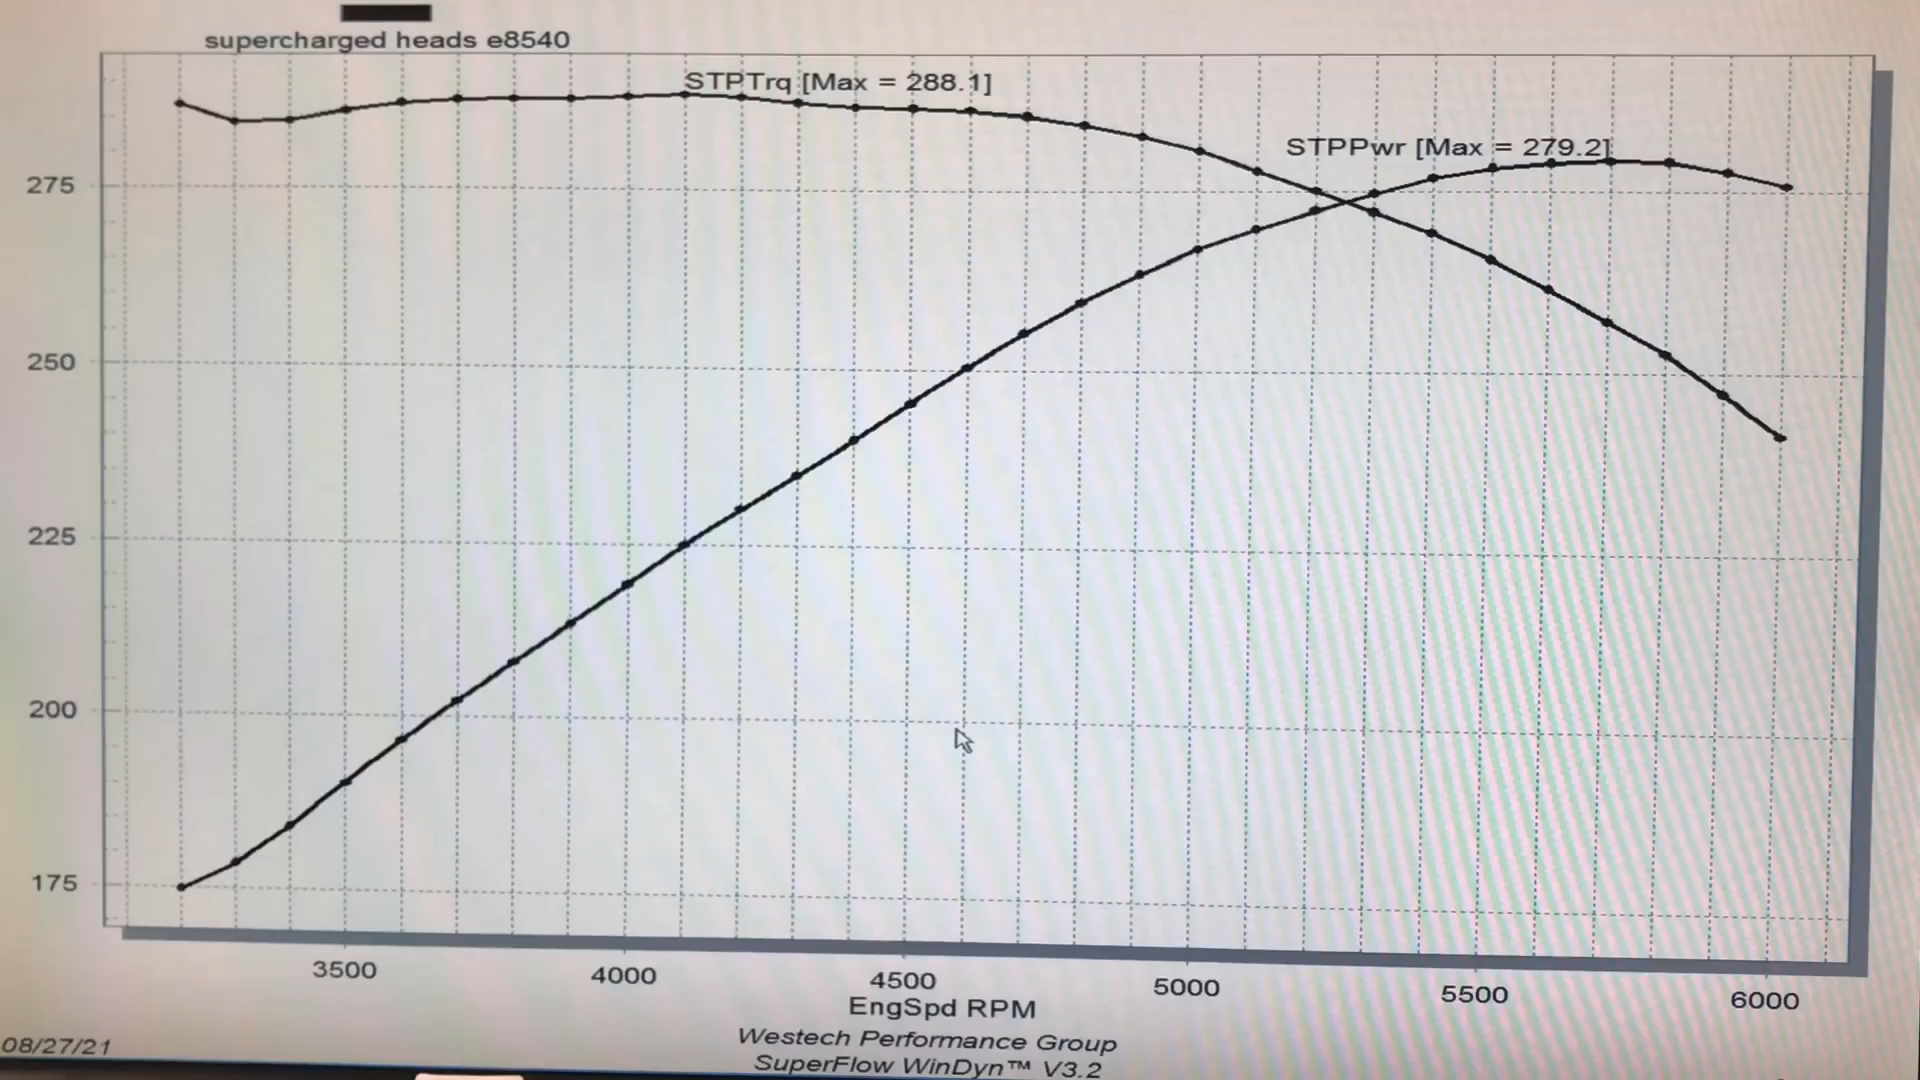 supercharged heads e8540
STPTrq [Max = 288.1]
STPPwr [Max = 279.2]
275
250
225
200
175
3500 4000 4500 5000 5500 6000
EngSpd RPM
Westech Performance Group
08/27/21
SuperFlow WinDyn™ V3.2